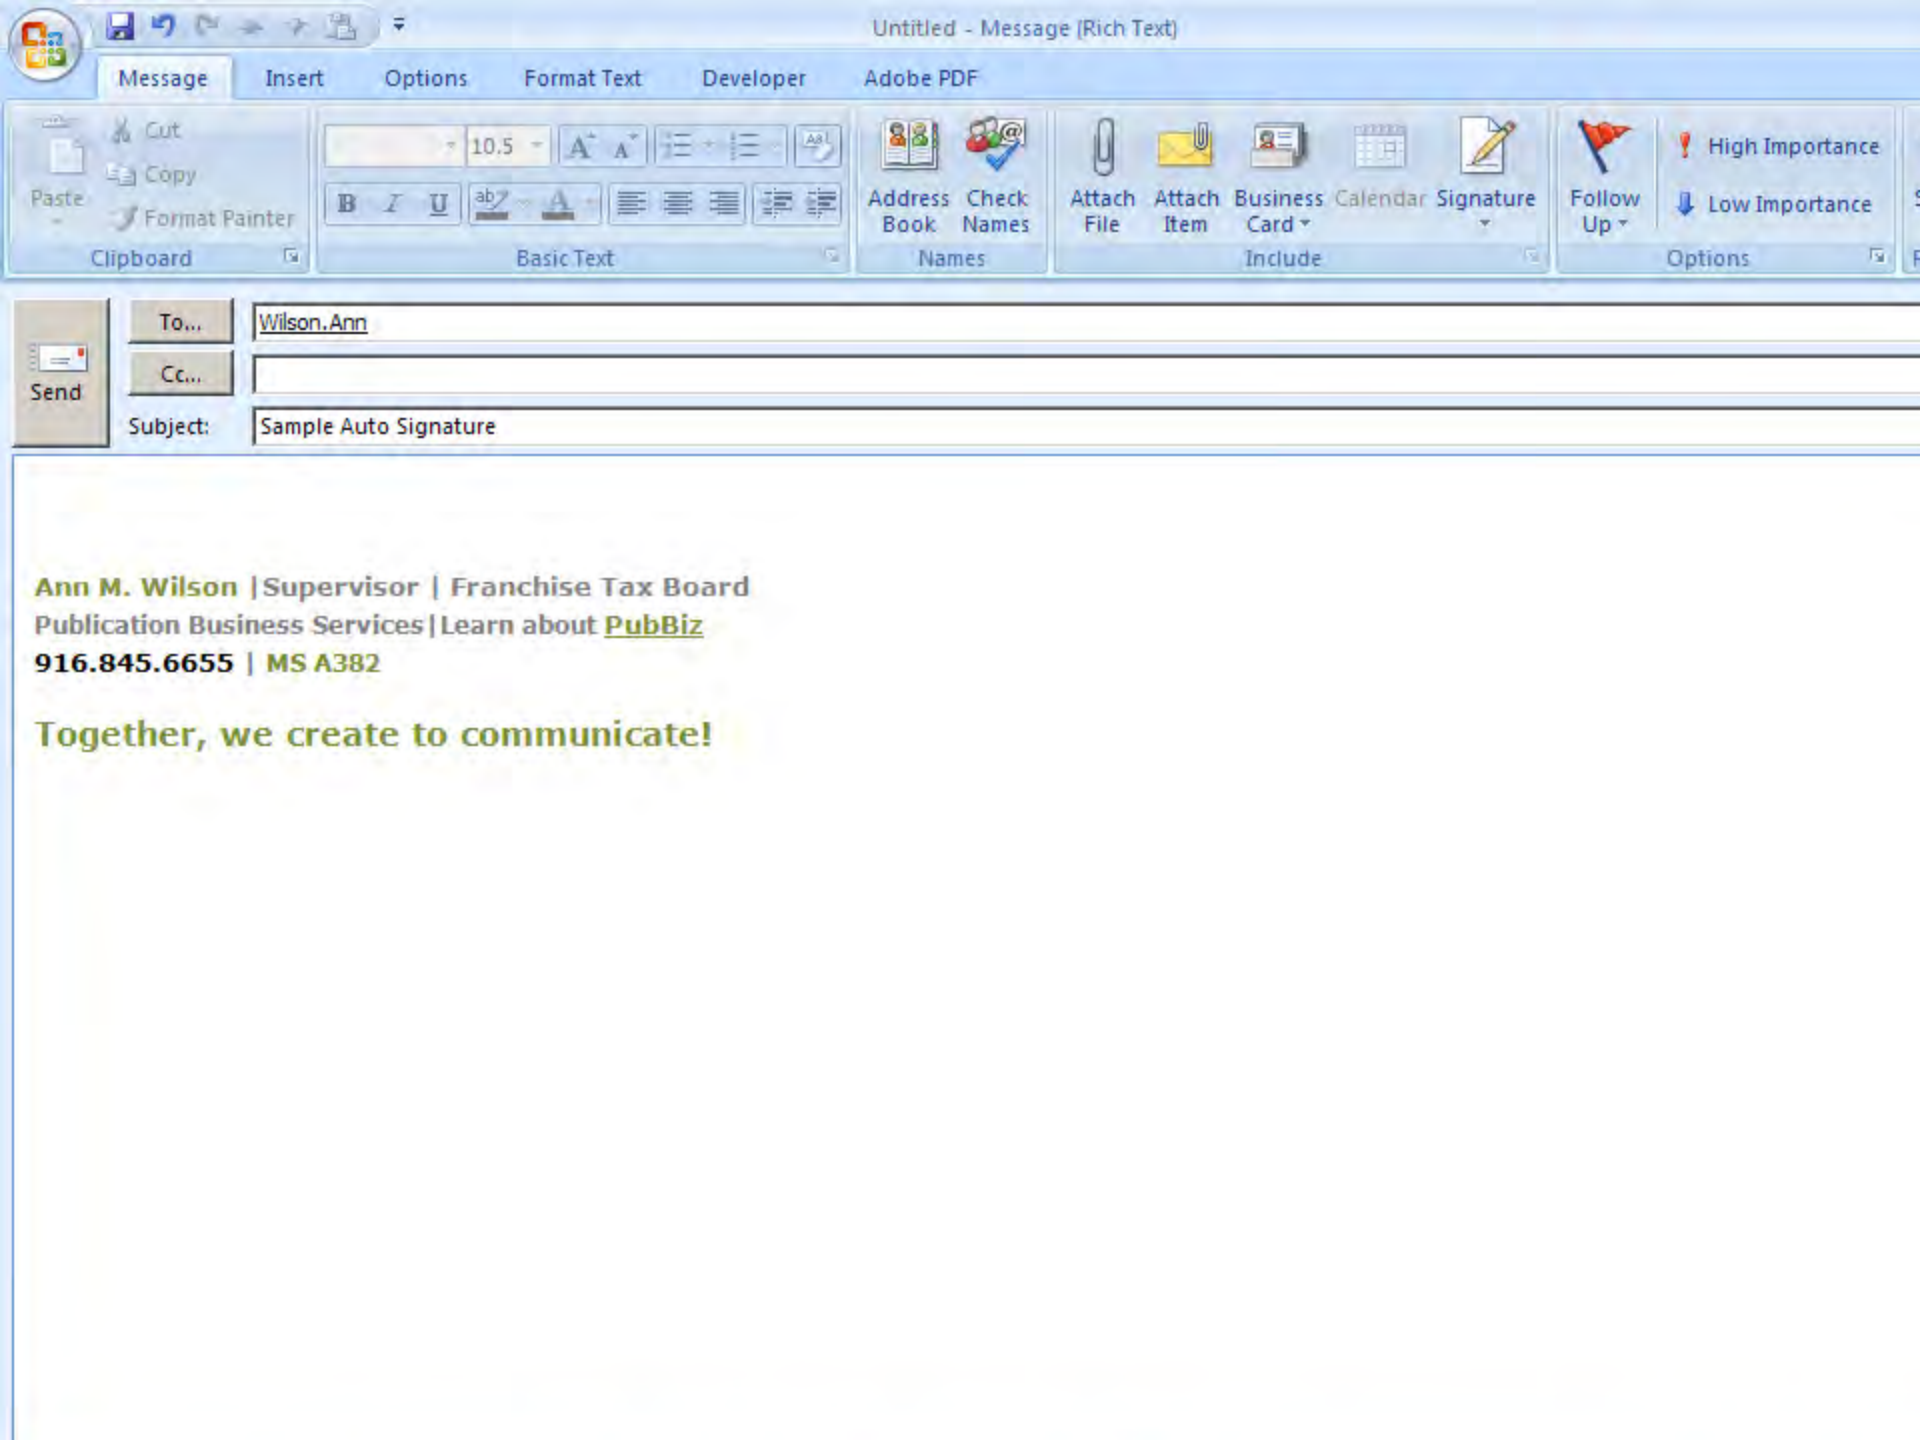 Untitled - Message (Rich Text)
Message Insert Options Format Text Developer Adobe PDF
Cut
Copy
Paste
Format Painter
Clipboard
10.5
Basic Text
Address Book
Check Names
Names
Attach File
Attach Item
Business Card
Calendar
Signature
Include
Follow Up
High Importance
Low Importance
Options
Send
To... Wilson.Ann
Cc...
Subject: Sample Auto Signature
Ann M. Wilson |Supervisor | Franchise Tax Board
Publication Business Services|Learn about PubBiz
916.845.6655 | MS A382
Together, we create to communicate!